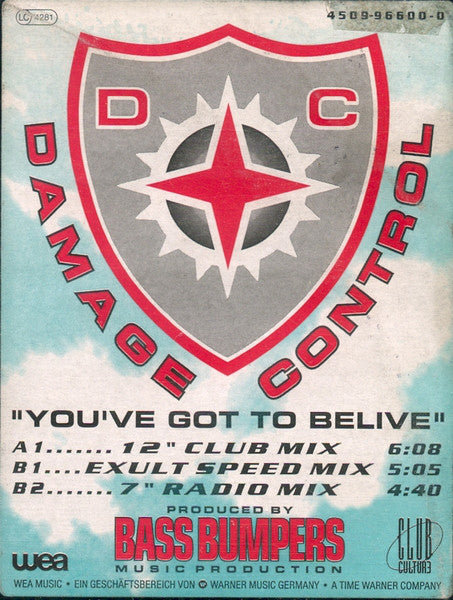 LC 4281
4509-96600-0
D C
DAMAGE CONTROL
"YOU'VE GOT TO BELIVE"
A1....... 12" CLUB MIX 6:08
B1....EXULT SPEED MIX 5:05
B2....... 7" RADIO MIX 4:40
PRODUCED BY
BASS BUMPERS
MUSIC PRODUCTION
wea
CLUB
CULTURE
WEA MUSIC • EIN GESCHÄFTSBEREICH VON WARNER MUSIC GERMANY • A TIME WARNER COMPANY